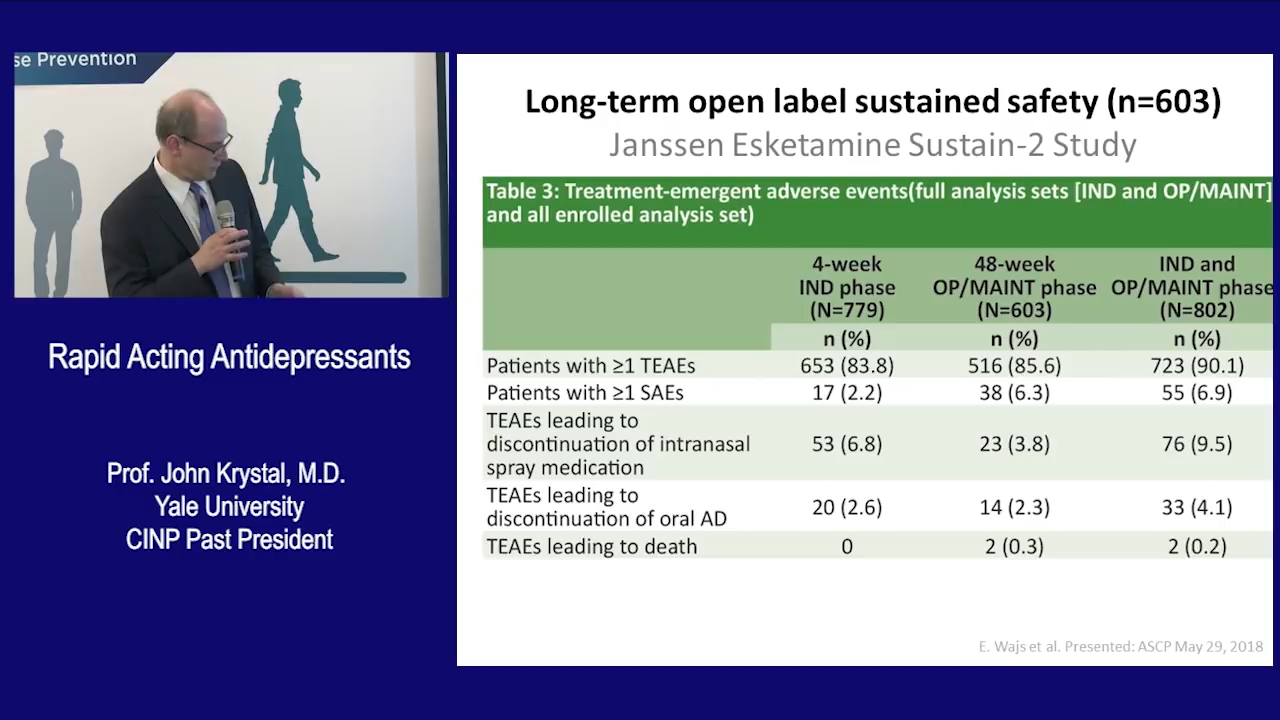 se Prevention
Rapid Acting Antidepressants
Prof. John Krystal, M.D.
Yale University
CINP Past President
Long-term open label sustained safety (n=603)
Janssen Esketamine Sustain-2 Study
Table 3: Treatment-emergent adverse events(full analysis sets [IND and OP/MAINT]
and all enrolled analysis set)
4-week
IND phase
(N=779)
48-week
OP/MAINT phase
(N=603)
IND and
OP/MAINT phase
(N=802)
n (%) n (%) n (%)
Patients with ≥1 TEAEs 653 (83.8) 516 (85.6) 723 (90.1)
Patients with ≥1 SAEs 17 (2.2) 38 (6.3) 55 (6.9)
TEAEs leading to
discontinuation of intranasal 53 (6.8) 23 (3.8) 76 (9.5)
spray medication
TEAEs leading to
discontinuation of oral AD 20 (2.6) 14 (2.3) 33 (4.1)
TEAEs leading to death 0 2 (0.3) 2 (0.2)
E. Wajs et al. Presented: ASCP May 29, 2018